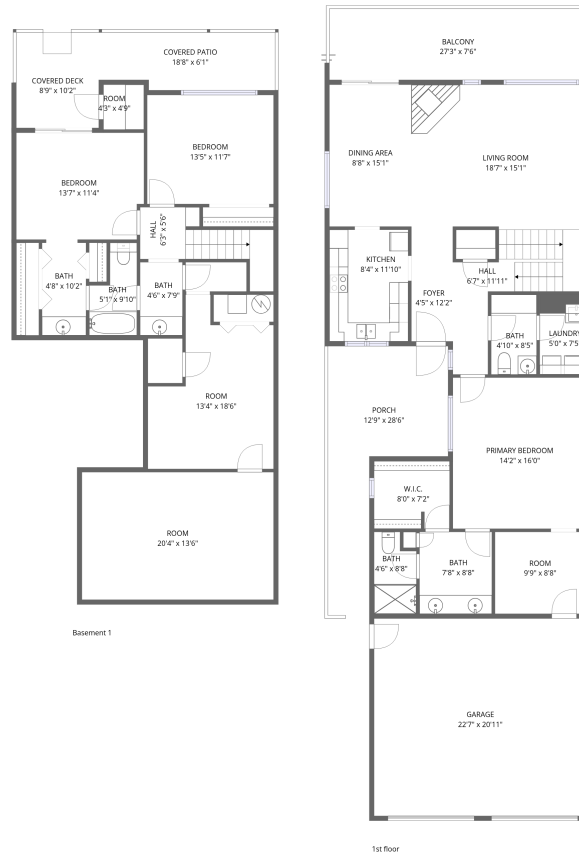 COVERED PATIO
18'8" x 6'1"
COVERED DECK
8'9" x 10'2"
ROOM
4'3" x 4'9"
BEDROOM
13'5" x 11'7"
BEDROOM
13'7" x 11'4"
HALL
6'3" x 5'6"
BATH
4'8" x 10'2"
BATH
5'1" x 9'10"
BATH
4'6" x 7'9"
ROOM
13'4" x 18'6"
ROOM
20'4" x 13'6"
Basement 1
BALCONY
27'3" x 7'6"
DINING AREA
8'8" x 15'1"
LIVING ROOM
18'7" x 15'1"
KITCHEN
8'4" x 11'10"
FOYER
4'5" x 12'2"
HALL
6'7" x 11'11"
BATH
4'10" x 8'5"
LAUNDRY
5'0" x 7'5
PORCH
12'9" x 28'6"
PRIMARY BEDROOM
14'2" x 16'0"
W.I.C.
8'0" x 7'2"
BATH
4'6" x 8'8"
BATH
7'8" x 8'8"
ROOM
9'9" x 8'8"
GARAGE
22'7" x 20'11"
1st floor